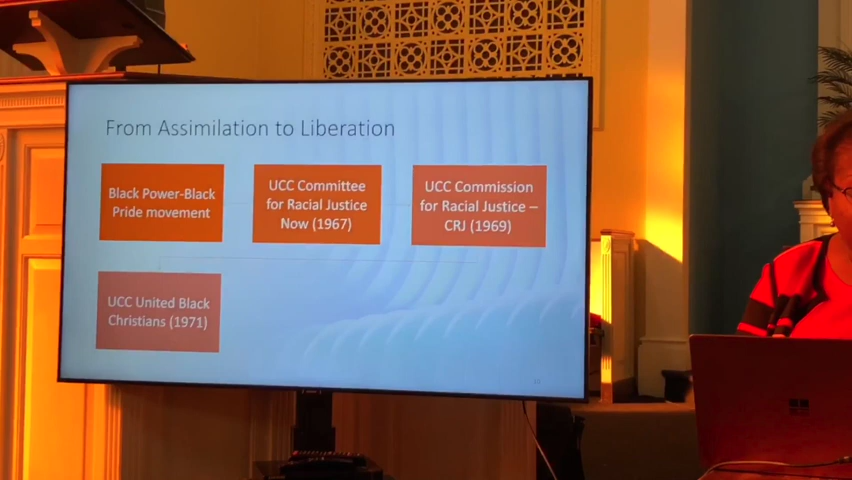 From Assimilation to Liberation
Black Power-Black
Pride movement
UCC Committee
for Racial Justice
Now (1967)
UCC Commission
for Racial Justice –
CRJ (1969)
UCC United Black
Christians (1971)